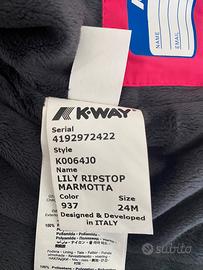 NAME
EMAIL
K-WAY
Serial
4192972422
Style
K0064J0
Name
LILY RIPSTOP
MARMOTTA
Color Size
937 24M
Designed & Developed
in ITALY
subito